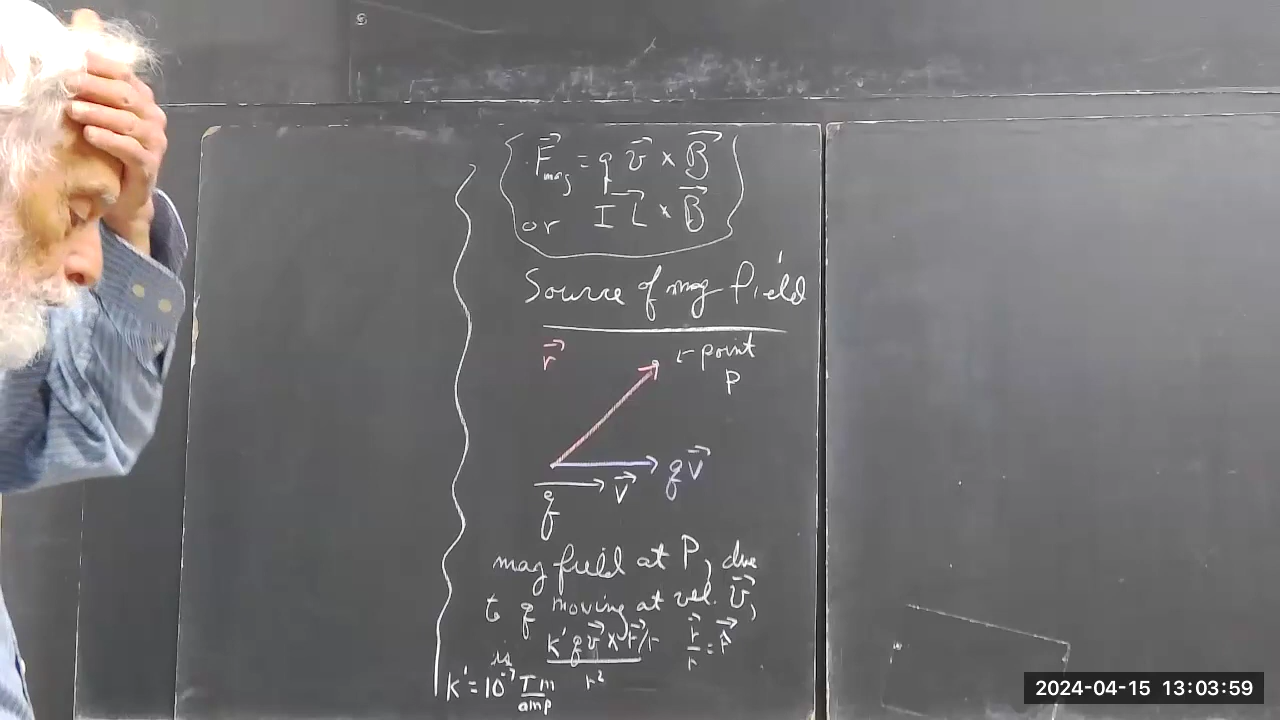 F⃗mag = q v⃗ × B⃗
or I L⃗ × B⃗
Source of mag field
r⃗
← point
P
q v⃗
v⃗
q
mag field at P, due
to q moving at vel. v⃗,
is k' q v⃗ × r⃗/r
r²
r⃗/r = r̂
k' = 10⁻⁷ T m/amp
2024-04-15 13:03:59